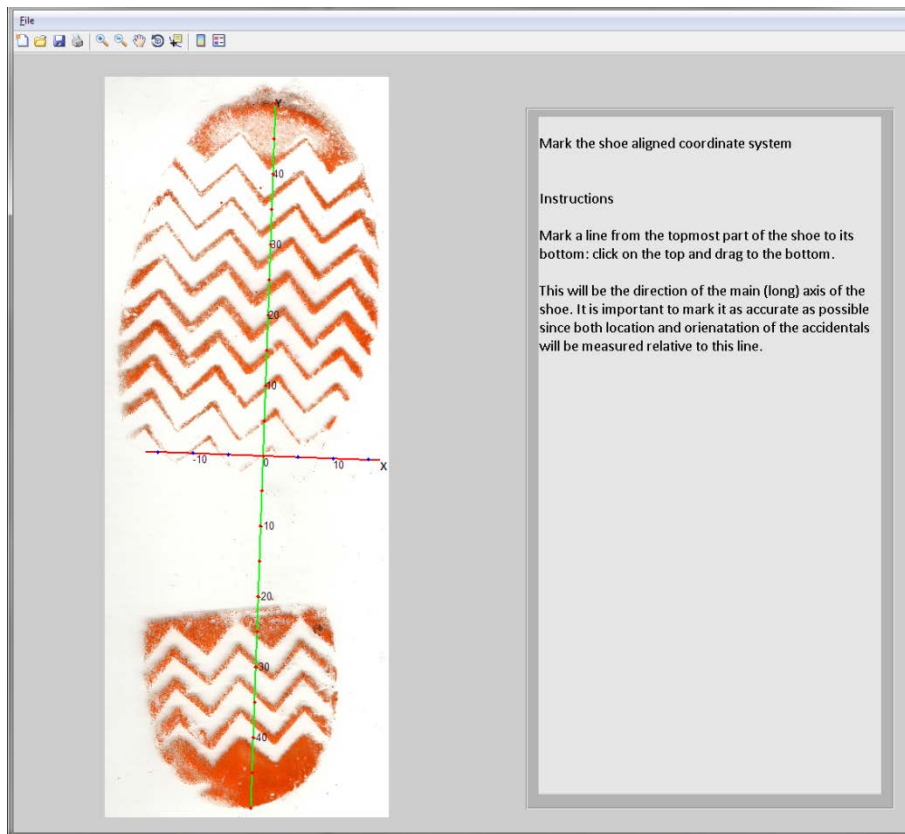 File
Mark the shoe aligned coordinate system
Instructions
Mark a line from the topmost part of the shoe to its
bottom: click on the top and drag to the bottom.
This will be the direction of the main (long) axis of the
shoe. It is important to mark it as accurate as possible
since both location and orienatation of the accidentals
will be measured relative to this line.
Y
40
30
20
10
-10 0 10 X
10
20
30
40